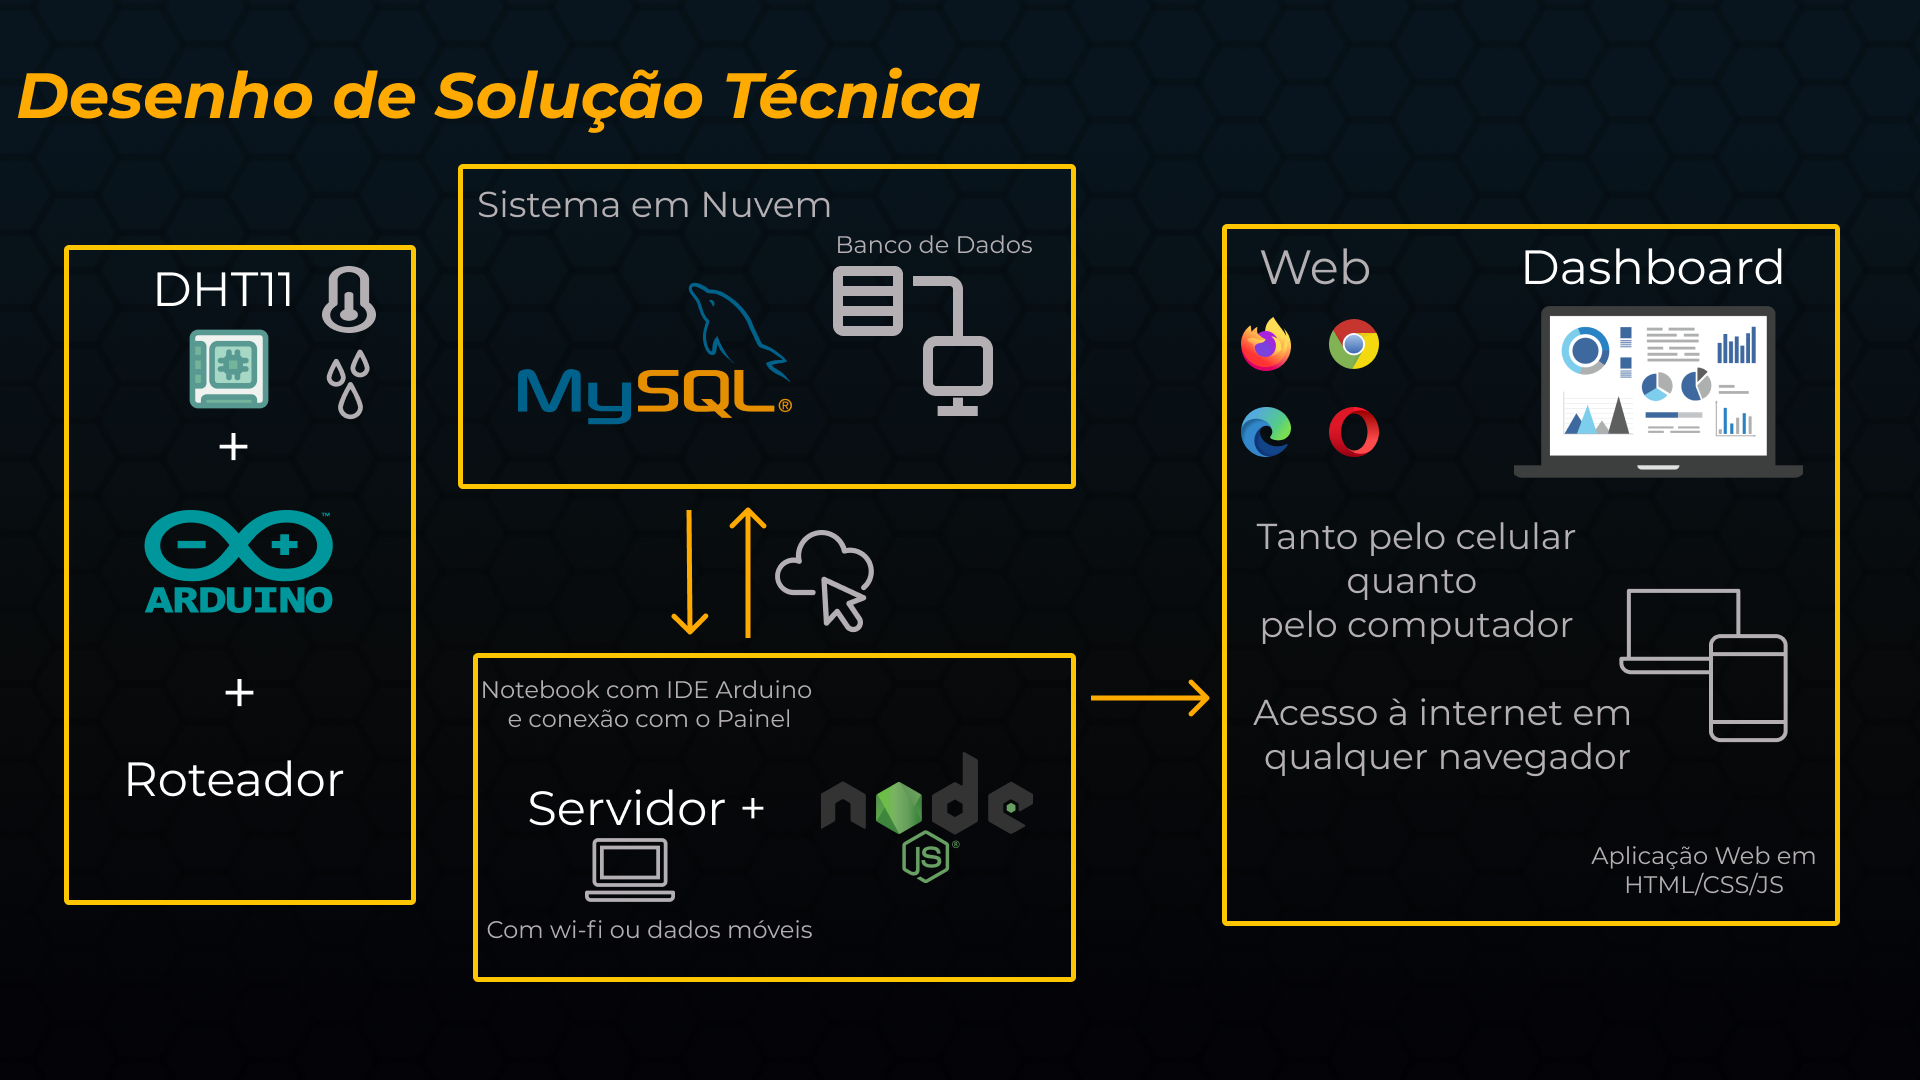 Desenho de Solução Técnica
DHT11
+
ARDUINO™
+
Roteador
Sistema em Nuvem
Banco de Dados
MySQL®
Notebook com IDE Arduino
e conexão com o Painel
Servidor +
node
JS®
Com wi-fi ou dados móveis
Web
Dashboard
Tanto pelo celular
quanto
pelo computador
Acesso à internet em
qualquer navegador
Aplicação Web em
HTML/CSS/JS